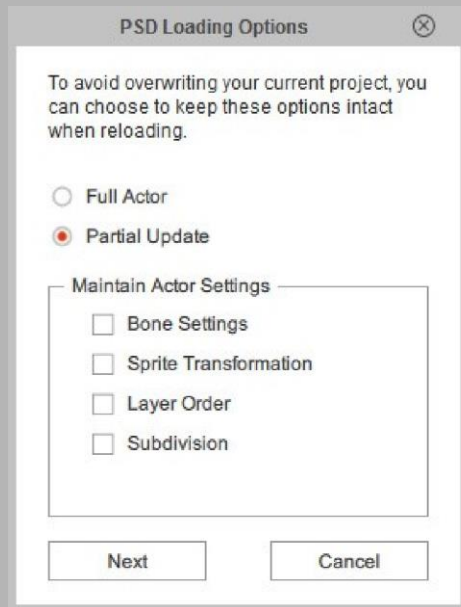 PSD Loading Options
To avoid overwriting your current project, you
can choose to keep these options intact
when reloading.
Full Actor
Partial Update
Maintain Actor Settings
Bone Settings
Sprite Transformation
Layer Order
Subdivision
Next
Cancel